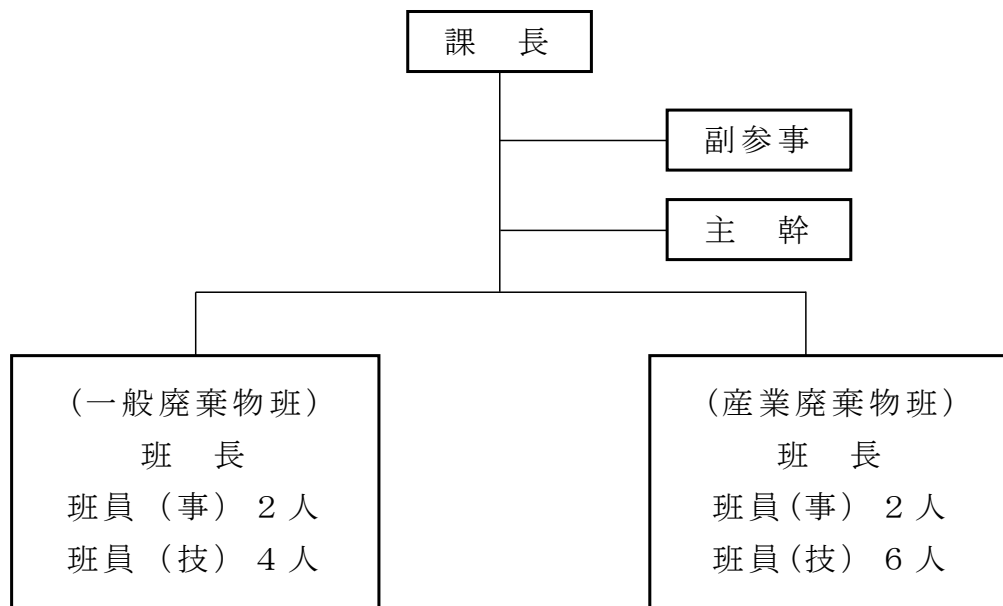 課　長
副参事
主　幹
(一般廃棄物班)
班　長
班員（事）２人
班員（技）４人
(産業廃棄物班)
班　長
班員(事) ２人
班員(技) ６人